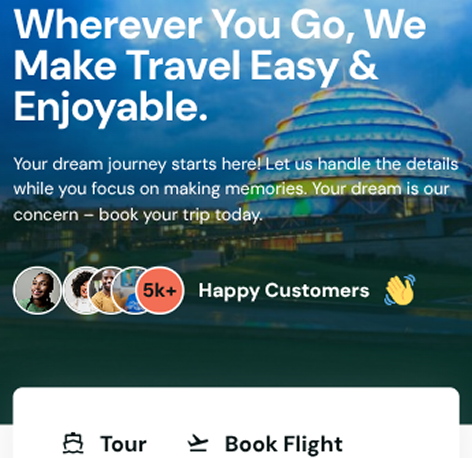 Wherever You Go, We
Make Travel Easy &
Enjoyable.
Your dream journey starts here! Let us handle the details
while you focus on making memories. Your dream is our
concern – book your trip today.
5k+ Happy Customers 👋
Tour Book Flight